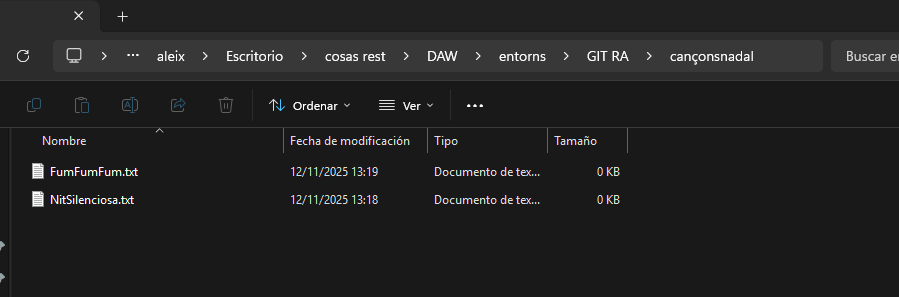 aleix > Escritorio > cosas rest > DAW > entorns > GIT RA > cançonsnadal
Buscar en
Ordenar
Ver
Nombre Fecha de modificación Tipo Tamaño
FumFumFum.txt 12/11/2025 13:19 Documento de tex... 0 KB
NitSilenciosa.txt 12/11/2025 13:18 Documento de tex... 0 KB